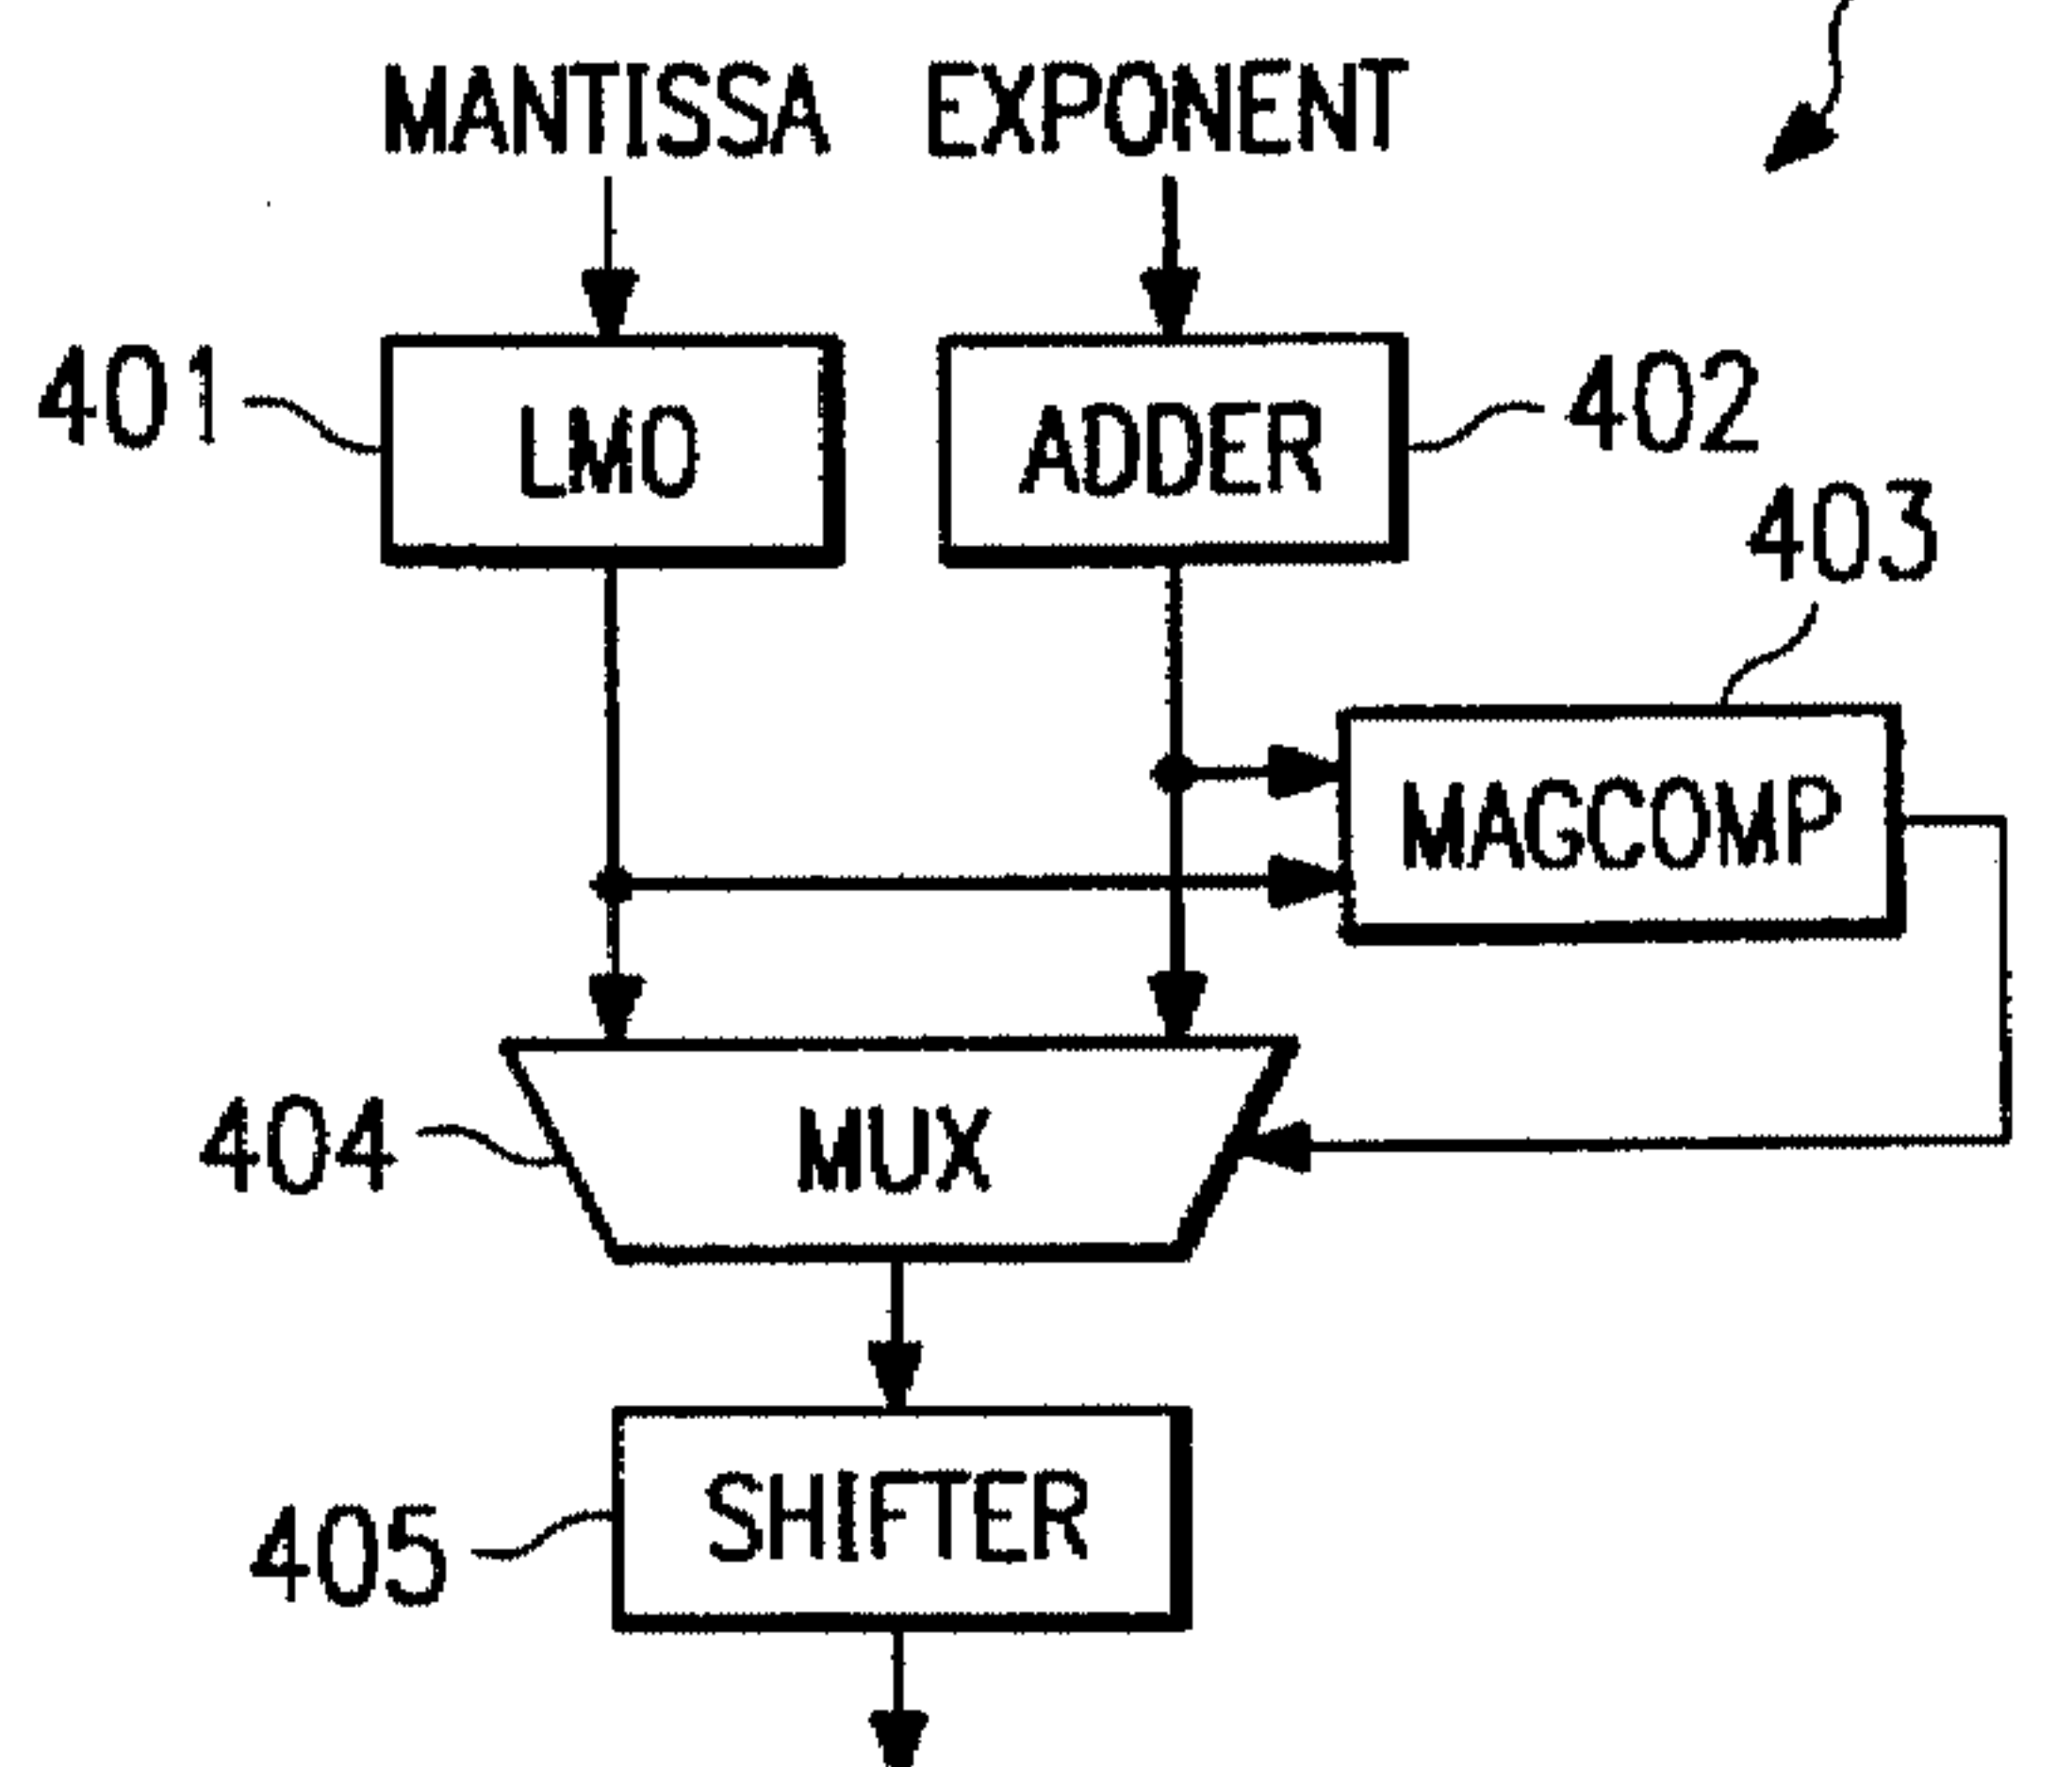 MANTISSA EXPONENT
401 LMO ADDER 402
403
MAGCOMP
404 MUX
SHIFTER
405